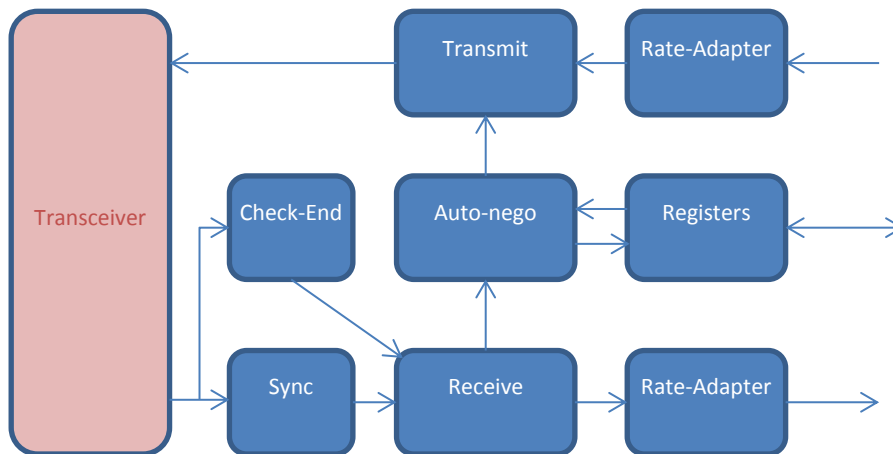 Transmit
Rate-Adapter
Transceiver
Check-End
Auto-nego
Registers
Sync
Receive
Rate-Adapter